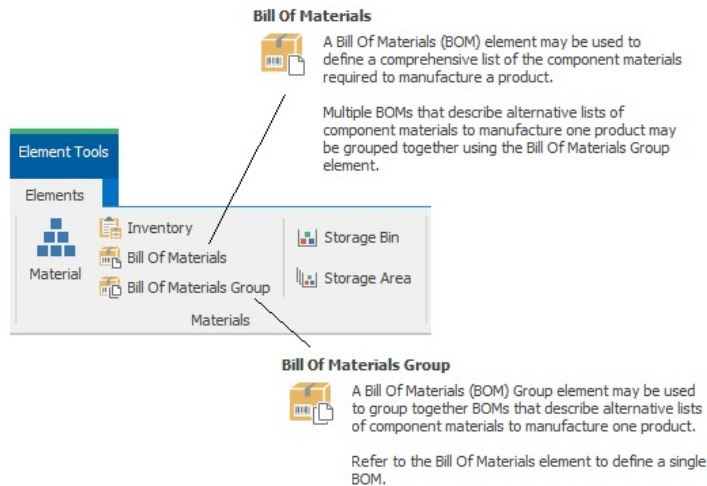 Bill Of Materials
A Bill Of Materials (BOM) element may be used to
define a comprehensive list of the component materials
required to manufacture a product.
Multiple BOMs that describe alternative lists of
component materials to manufacture one product may
be grouped together using the Bill Of Materials Group
element.
Element Tools
Elements
Material
Inventory
Bill Of Materials
Bill Of Materials Group
Storage Bin
Storage Area
Materials
Bill Of Materials Group
A Bill Of Materials (BOM) Group element may be used
to group together BOMs that describe alternative lists
of component materials to manufacture one product.
Refer to the Bill Of Materials element to define a single
BOM.